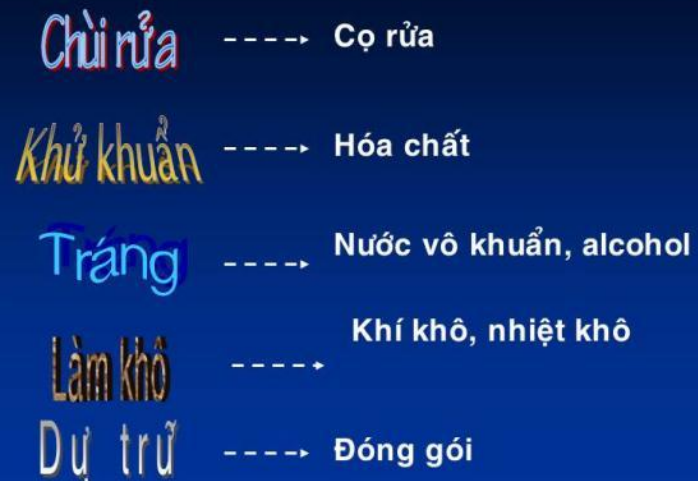 Chùi rửa ----> Cọ rửa
Khử khuẩn ----> Hóa chất
Tráng ----> Nước vô khuẩn, alcohol
Làm khô ----> Khí khô, nhiệt khô
Dự trữ ----> Đóng gói